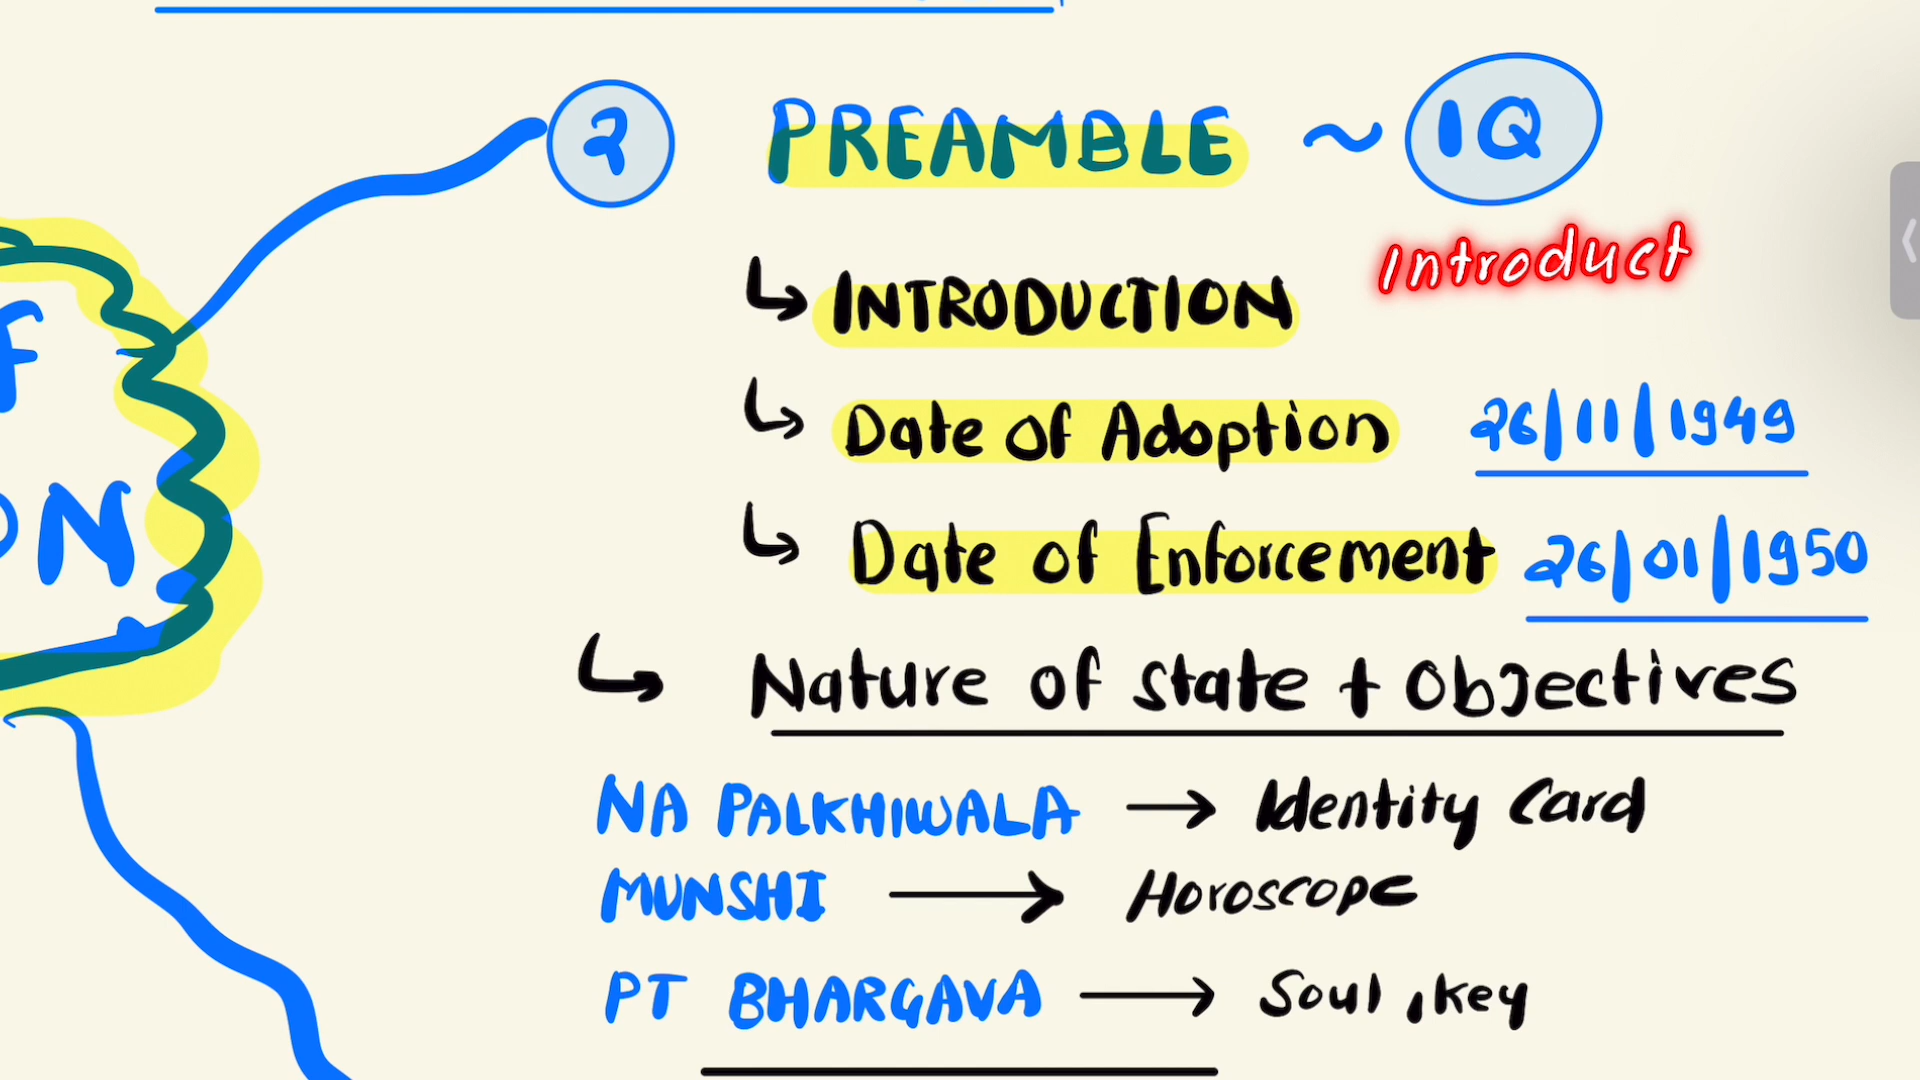 2 PREAMBLE ~ 1Q
Introduct
↳ INTRODUCTION
↳ Date of Adoption 26/11/1949
↳ Date of Enforcement 26/01/1950
↳ Nature of state + Objectives
NA PALKHIWALA → Identity Card
MUNSHI → Horoscope
PT BHARGAVA → Soul, key